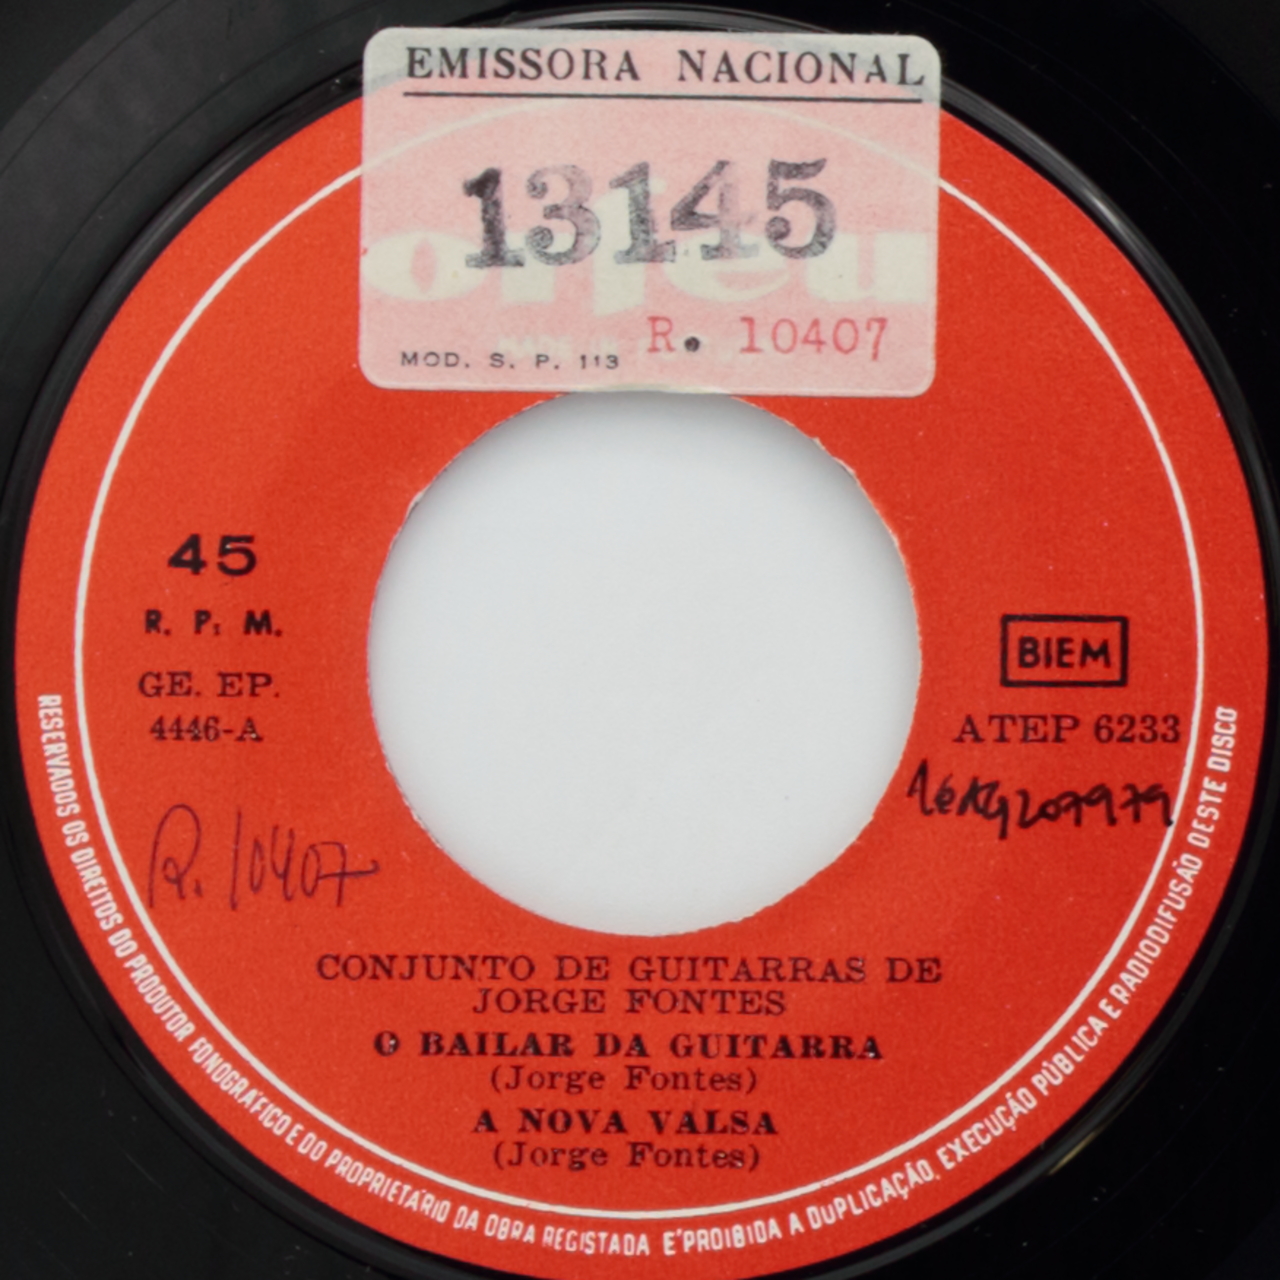 EMISSORA NACIONAL
13145
orfeu
R. 10407
MOD. S. P. 113
45
R. P. M.
GE. EP.
4446-A
BIEM
ATEP 6233
R. 10407
CONJUNTO DE GUITARRAS DE
JORGE FONTES
O BAILAR DA GUITARRA
(Jorge Fontes)
A NOVA VALSA
(Jorge Fontes)
RESERVADOS OS DIREITOS DO PRODUTOR FONOGRÁFICO E DO PROPRIETÁRIO DA OBRA REGISTADA E' PROIBIDA A DUPLICAÇÃO, EXECUÇÃO PÚBLICA E RADIODIFUSÃO DESTE DISCO